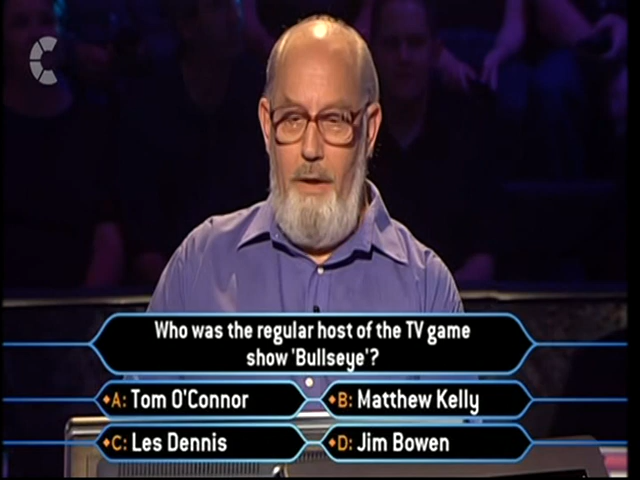 Who was the regular host of the TV game
show 'Bullseye'?
A: Tom O'Connor
B: Matthew Kelly
C: Les Dennis
D: Jim Bowen